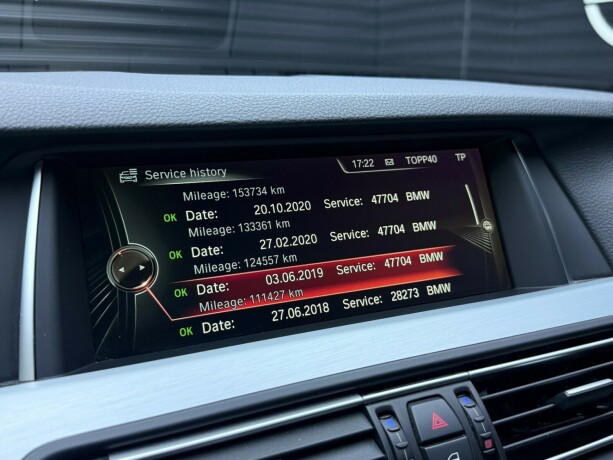 Service history 17:22 TOPP40 TP
Mileage: 153734 km
OK Date: 20.10.2020 Service: 47704 BMW
Mileage: 133361 km
OK Date: 27.02.2020 Service: 47704 BMW
Mileage: 124557 km
OK Date: 03.06.2019 Service: 47704 BMW
Mileage: 111427 km
OK Date: 27.06.2018 Service: 28273 BMW